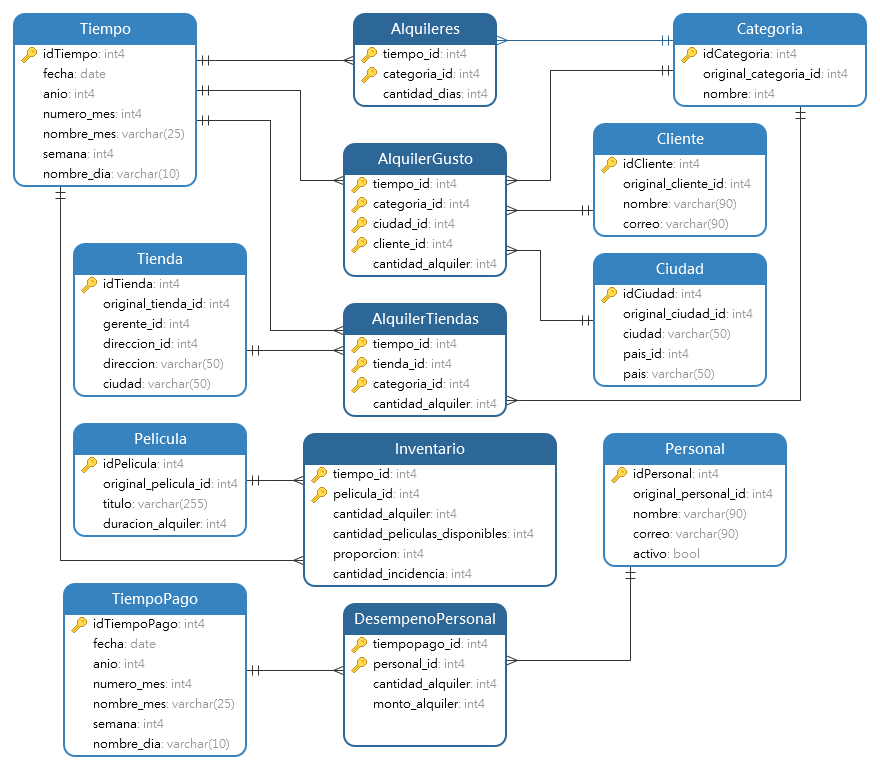 Tiempo
idTiempo: int4
fecha: date
anio: int4
numero_mes: int4
nombre_mes: varchar(25)
semana: int4
nombre_dia: varchar(10)
Alquileres
tiempo_id: int4
categoria_id: int4
cantidad_dias: int4
Categoria
idCategoria: int4
original_categoria_id: int4
nombre: int4
AlquilerGusto
tiempo_id: int4
categoria_id: int4
ciudad_id: int4
cliente_id: int4
cantidad_alquiler: int4
Cliente
idCliente: int4
original_cliente_id: int4
nombre: varchar(90)
correo: varchar(90)
Tienda
idTienda: int4
original_tienda_id: int4
gerente_id: int4
direccion_id: int4
direccion: varchar(50)
ciudad: varchar(50)
AlquilerTiendas
tiempo_id: int4
tienda_id: int4
categoria_id: int4
cantidad_alquiler: int4
Ciudad
idCiudad: int4
original_ciudad_id: int4
ciudad: varchar(50)
pais_id: int4
pais: varchar(50)
Pelicula
idPelicula: int4
original_pelicula_id: int4
titulo: varchar(255)
duracion_alquiler: int4
Inventario
tiempo_id: int4
pelicula_id: int4
cantidad_alquiler: int4
cantidad_peliculas_disponibles: int4
proporcion: int4
cantidad_incidencia: int4
Personal
idPersonal: int4
original_personal_id: int4
nombre: varchar(90)
correo: varchar(90)
activo: bool
TiempoPago
idTiempoPago: int4
fecha: date
anio: int4
numero_mes: int4
nombre_mes: varchar(25)
semana: int4
nombre_dia: varchar(10)
DesempenoPersonal
tiempopago_id: int4
personal_id: int4
cantidad_alquiler: int4
monto_alquiler: int4